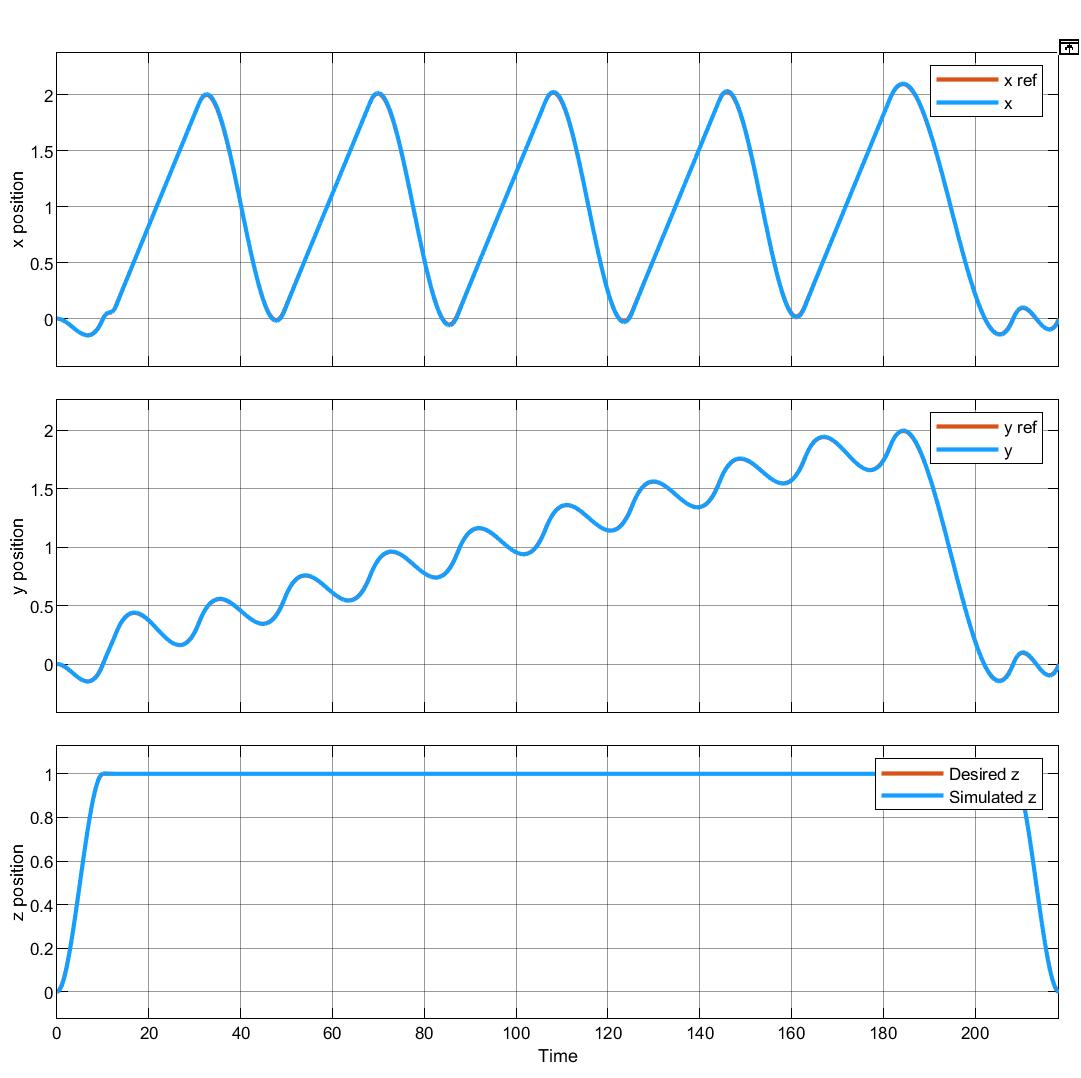 x position
2
1.5
1
0.5
0
x ref
x
y position
2
1.5
1
0.5
0
y ref
y
z position
1
0.8
0.6
0.4
0.2
0
Desired z
Simulated z
0 20 40 60 80 100 120 140 160 180 200
Time